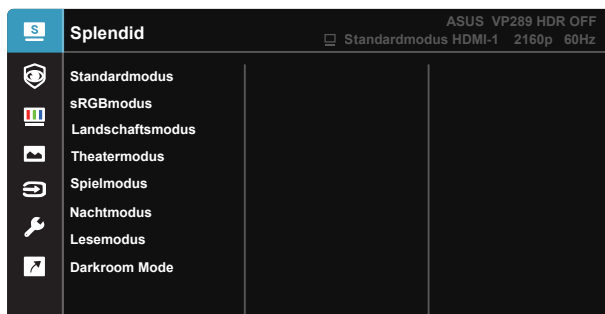 S
Splendid
ASUS VP289 HDR OFF
Standardmodus HDMI-1 2160p 60Hz
Standardmodus
sRGBmodus
Landschaftsmodus
Theatermodus
Spielmodus
Nachtmodus
Lesemodus
Darkroom Mode